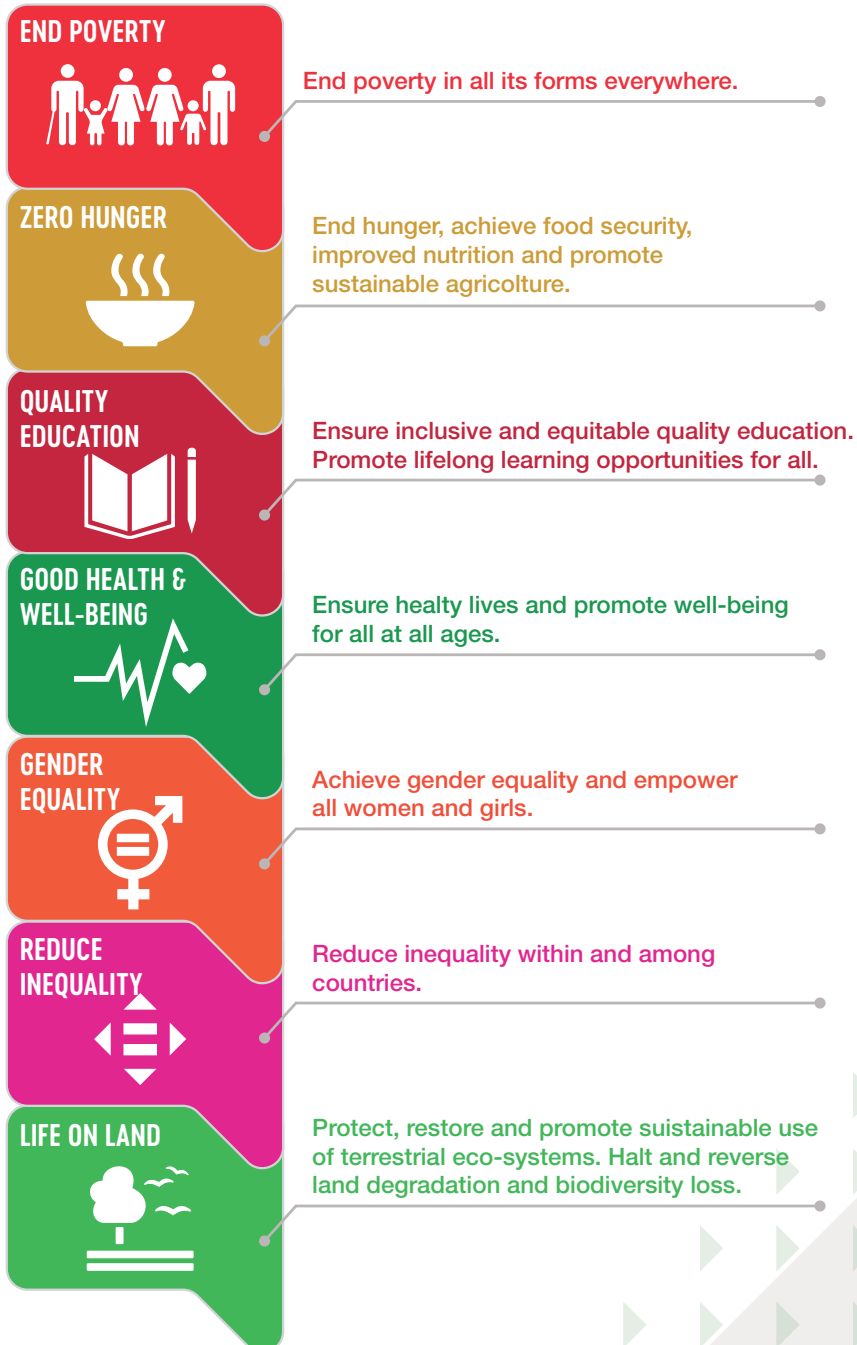 END POVERTY
End poverty in all its forms everywhere.
ZERO HUNGER
End hunger, achieve food security,
improved nutrition and promote
sustainable agricolture.
QUALITY
EDUCATION
Ensure inclusive and equitable quality education.
Promote lifelong learning opportunities for all.
GOOD HEALTH &
WELL-BEING
Ensure healty lives and promote well-being
for all at all ages.
GENDER
EQUALITY
Achieve gender equality and empower
all women and girls.
REDUCE
INEQUALITY
Reduce inequality within and among
countries.
LIFE ON LAND
Protect, restore and promote suistainable use
of terrestrial eco-systems. Halt and reverse
land degradation and biodiversity loss.